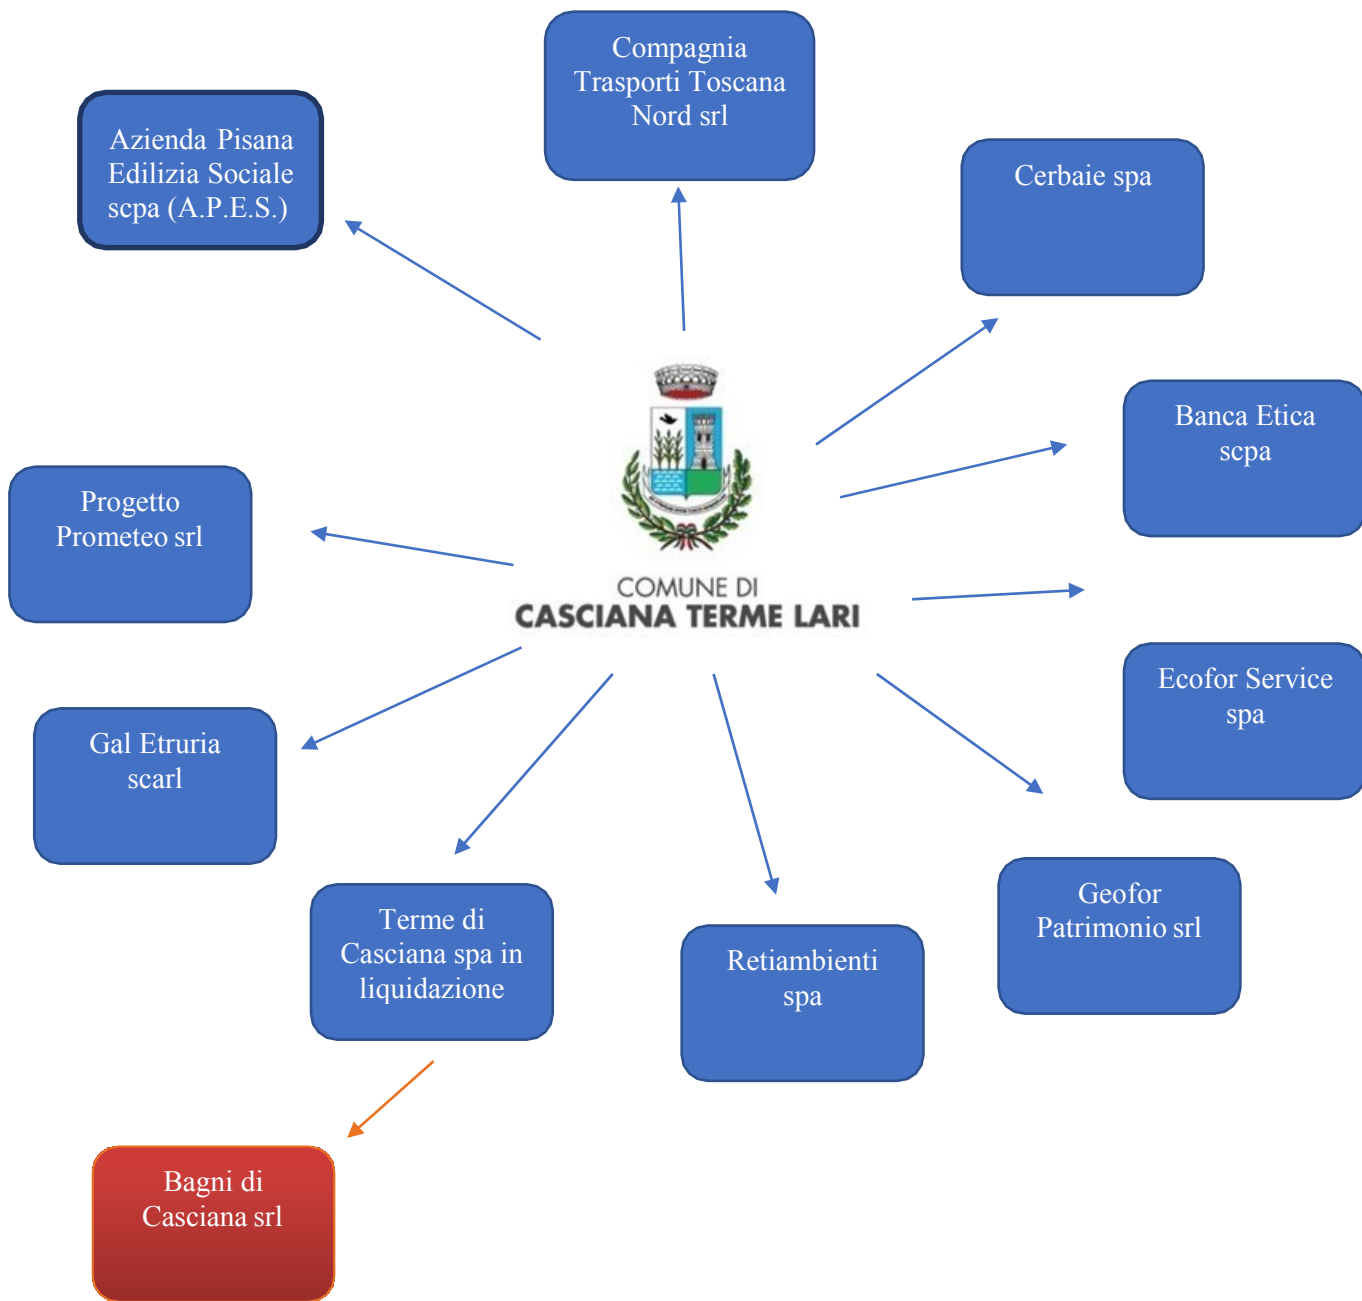 Compagnia
Trasporti Toscana
Nord srl
Azienda Pisana
Edilizia Sociale
scpa (A.P.E.S.)
Cerbaie spa
Banca Etica
scpa
Progetto
Prometeo srl
COMUNE DI
CASCIANA TERME LARI
Ecofor Service
spa
Gal Etruria
scarl
Geofor
Patrimonio srl
Terme di
Casciana spa in
liquidazione
Retiambienti
spa
Bagni di
Casciana srl